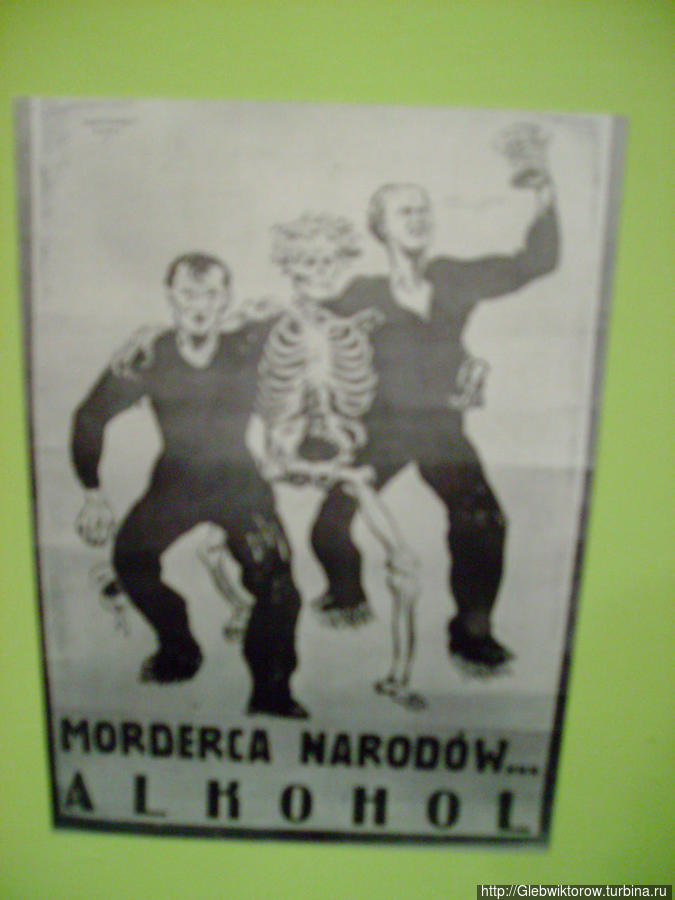 MORDERCA NARODÓW...
ALKOHOL
http://Glebwiktorow.turbina.ru